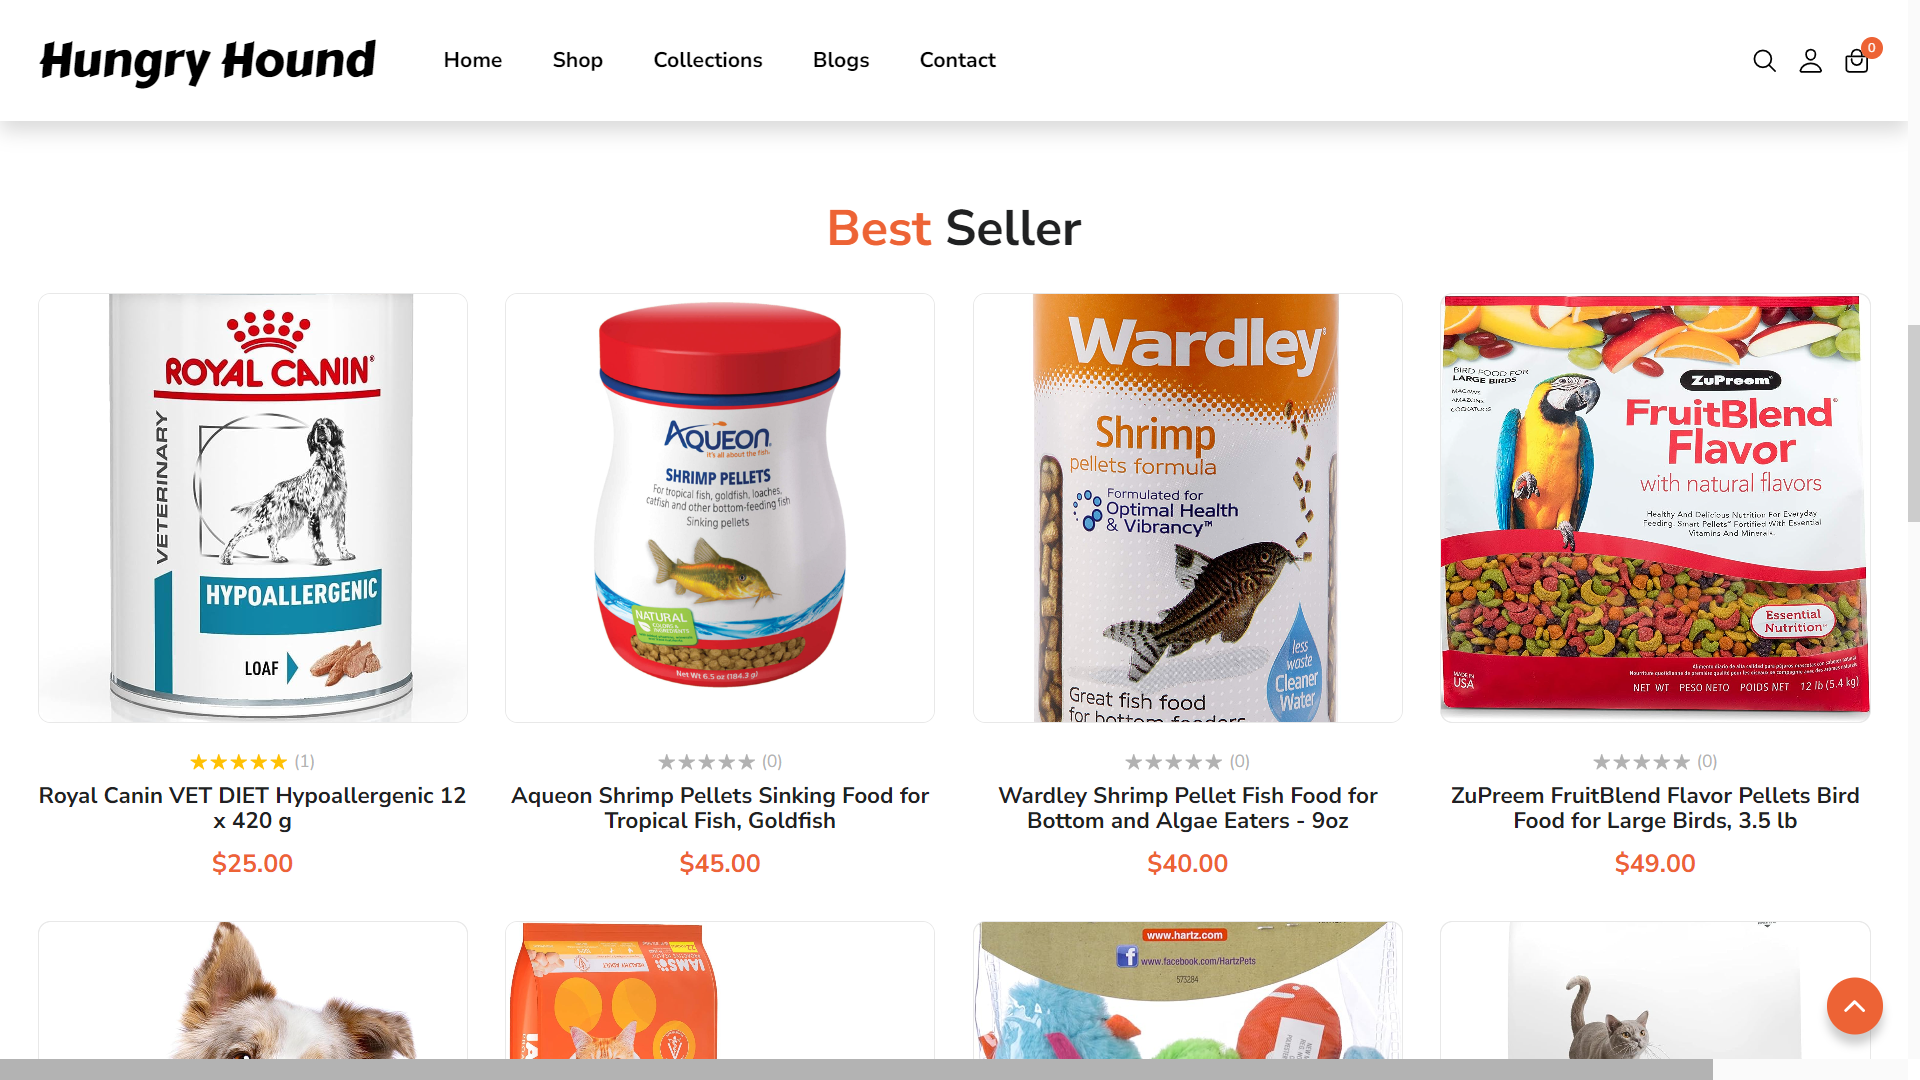 Hungry Hound
Home
Shop
Collections
Blogs
Contact
0
Best Seller
ROYAL CANIN
VETERINARY
HYPOALLERGENIC
LOAF
AQUEON
it's all about the fish.
SHRIMP PELLETS
For tropical fish, goldfish, loaches,
catfish and other bottom-feeding fish
Sinking pellets
NATURAL
COLORS &
INGREDIENTS
Net Wt 6.5 oz (184.3 g)
Wardley
Shrimp
pellets formula
Formulated for
Optimal Health
& Vibrancy™
less
waste
Cleaner
Water
Great fish food
for bottom feeders
BIRD FOOD FOR
LARGE BIRDS
MACAWS
AMAZONS
COCKATOOS
ZuPreem®
FruitBlend®
Flavor
with natural flavors
Healthy And Delicious Nutrition For Everyday
Feeding. Smart Pellets™ Fortified With Essential
Vitamins And Minerals.
Essential
Nutrition™
MADE IN
USA
NET WT PESO NETO POIDS NET 12 lb (5.4 kg)
(1)
Royal Canin VET DIET Hypoallergenic 12
x 420 g
$25.00
(0)
Aqueon Shrimp Pellets Sinking Food for
Tropical Fish, Goldfish
$45.00
(0)
Wardley Shrimp Pellet Fish Food for
Bottom and Algae Eaters - 9oz
$40.00
(0)
ZuPreem FruitBlend Flavor Pellets Bird
Food for Large Birds, 3.5 lb
$49.00
IAMS
HEALTHY ADULT
www.hartz.com
www.facebook.com/HartzPets
573284